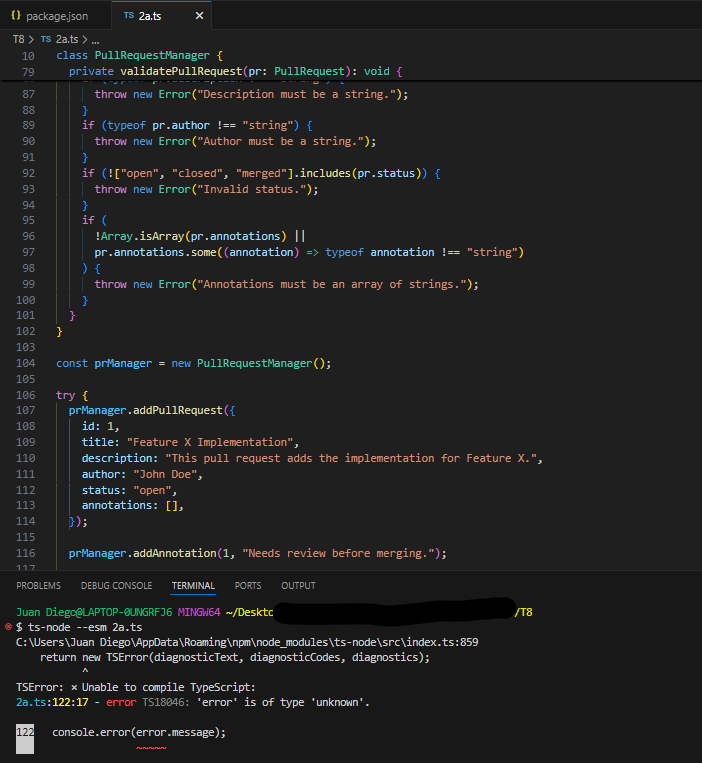 package.json
TS 2a.ts ×
T8 > TS 2a.ts > ...
10 class PullRequestManager {
79 private validatePullRequest(pr: PullRequest): void {
87 throw new Error("Description must be a string.");
88 }
89 if (typeof pr.author !== "string") {
90 throw new Error("Author must be a string.");
91 }
92 if (!["open", "closed", "merged"].includes(pr.status)) {
93 throw new Error("Invalid status.");
94 }
95 if (
96 !Array.isArray(pr.annotations) ||
97 pr.annotations.some((annotation) => typeof annotation !== "string")
98 ) {
99 throw new Error("Annotations must be an array of strings.");
100 }
101 }
102 }
103
104 const prManager = new PullRequestManager();
105
106 try {
107 prManager.addPullRequest({
108 id: 1,
109 title: "Feature X Implementation",
110 description: "This pull request adds the implementation for Feature X.",
111 author: "John Doe",
112 status: "open",
113 annotations: [],
114 });
115
116 prManager.addAnnotation(1, "Needs review before merging.");
PROBLEMS DEBUG CONSOLE TERMINAL PORTS OUTPUT
Juan Diego@LAPTOP-0UNGRFJ6 MINGW64 ~/Deskto /T8
$ ts-node --esm 2a.ts
C:\Users\Juan Diego\AppData\Roaming\npm\node_modules\ts-node\src\index.ts:859
return new TSError(diagnosticText, diagnosticCodes, diagnostics);
^
TSError: × Unable to compile TypeScript:
2a.ts:122:17 - error TS18046: 'error' is of type 'unknown'.
122 console.error(error.message);
~~~~~